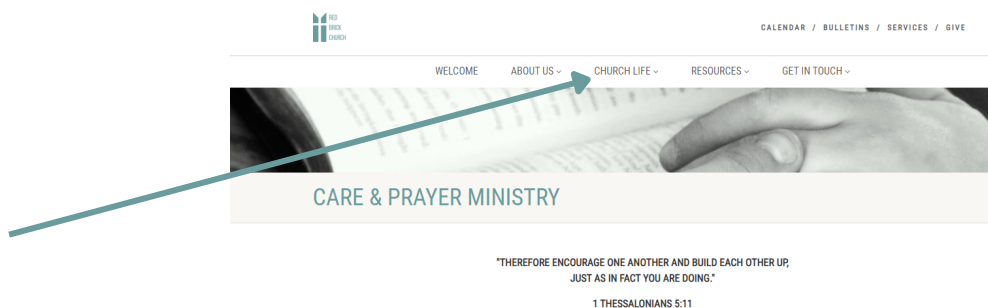 RED
BRICK
CHURCH
CALENDAR / BULLETINS / SERVICES / GIVE
WELCOME ABOUT US CHURCH LIFE RESOURCES GET IN TOUCH
CARE & PRAYER MINISTRY
"THEREFORE ENCOURAGE ONE ANOTHER AND BUILD EACH OTHER UP,
JUST AS IN FACT YOU ARE DOING."
1 THESSALONIANS 5:11